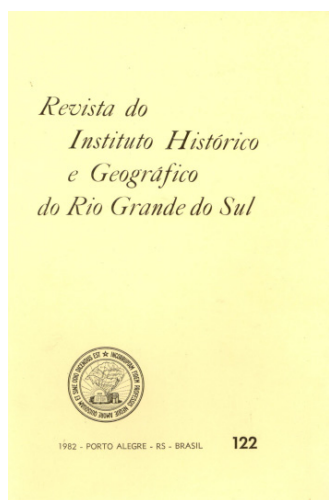 Revista do
Instituto Histórico
e Geográfico
do Rio Grande do Sul
1982 - PORTO ALEGRE - RS - BRASIL 122